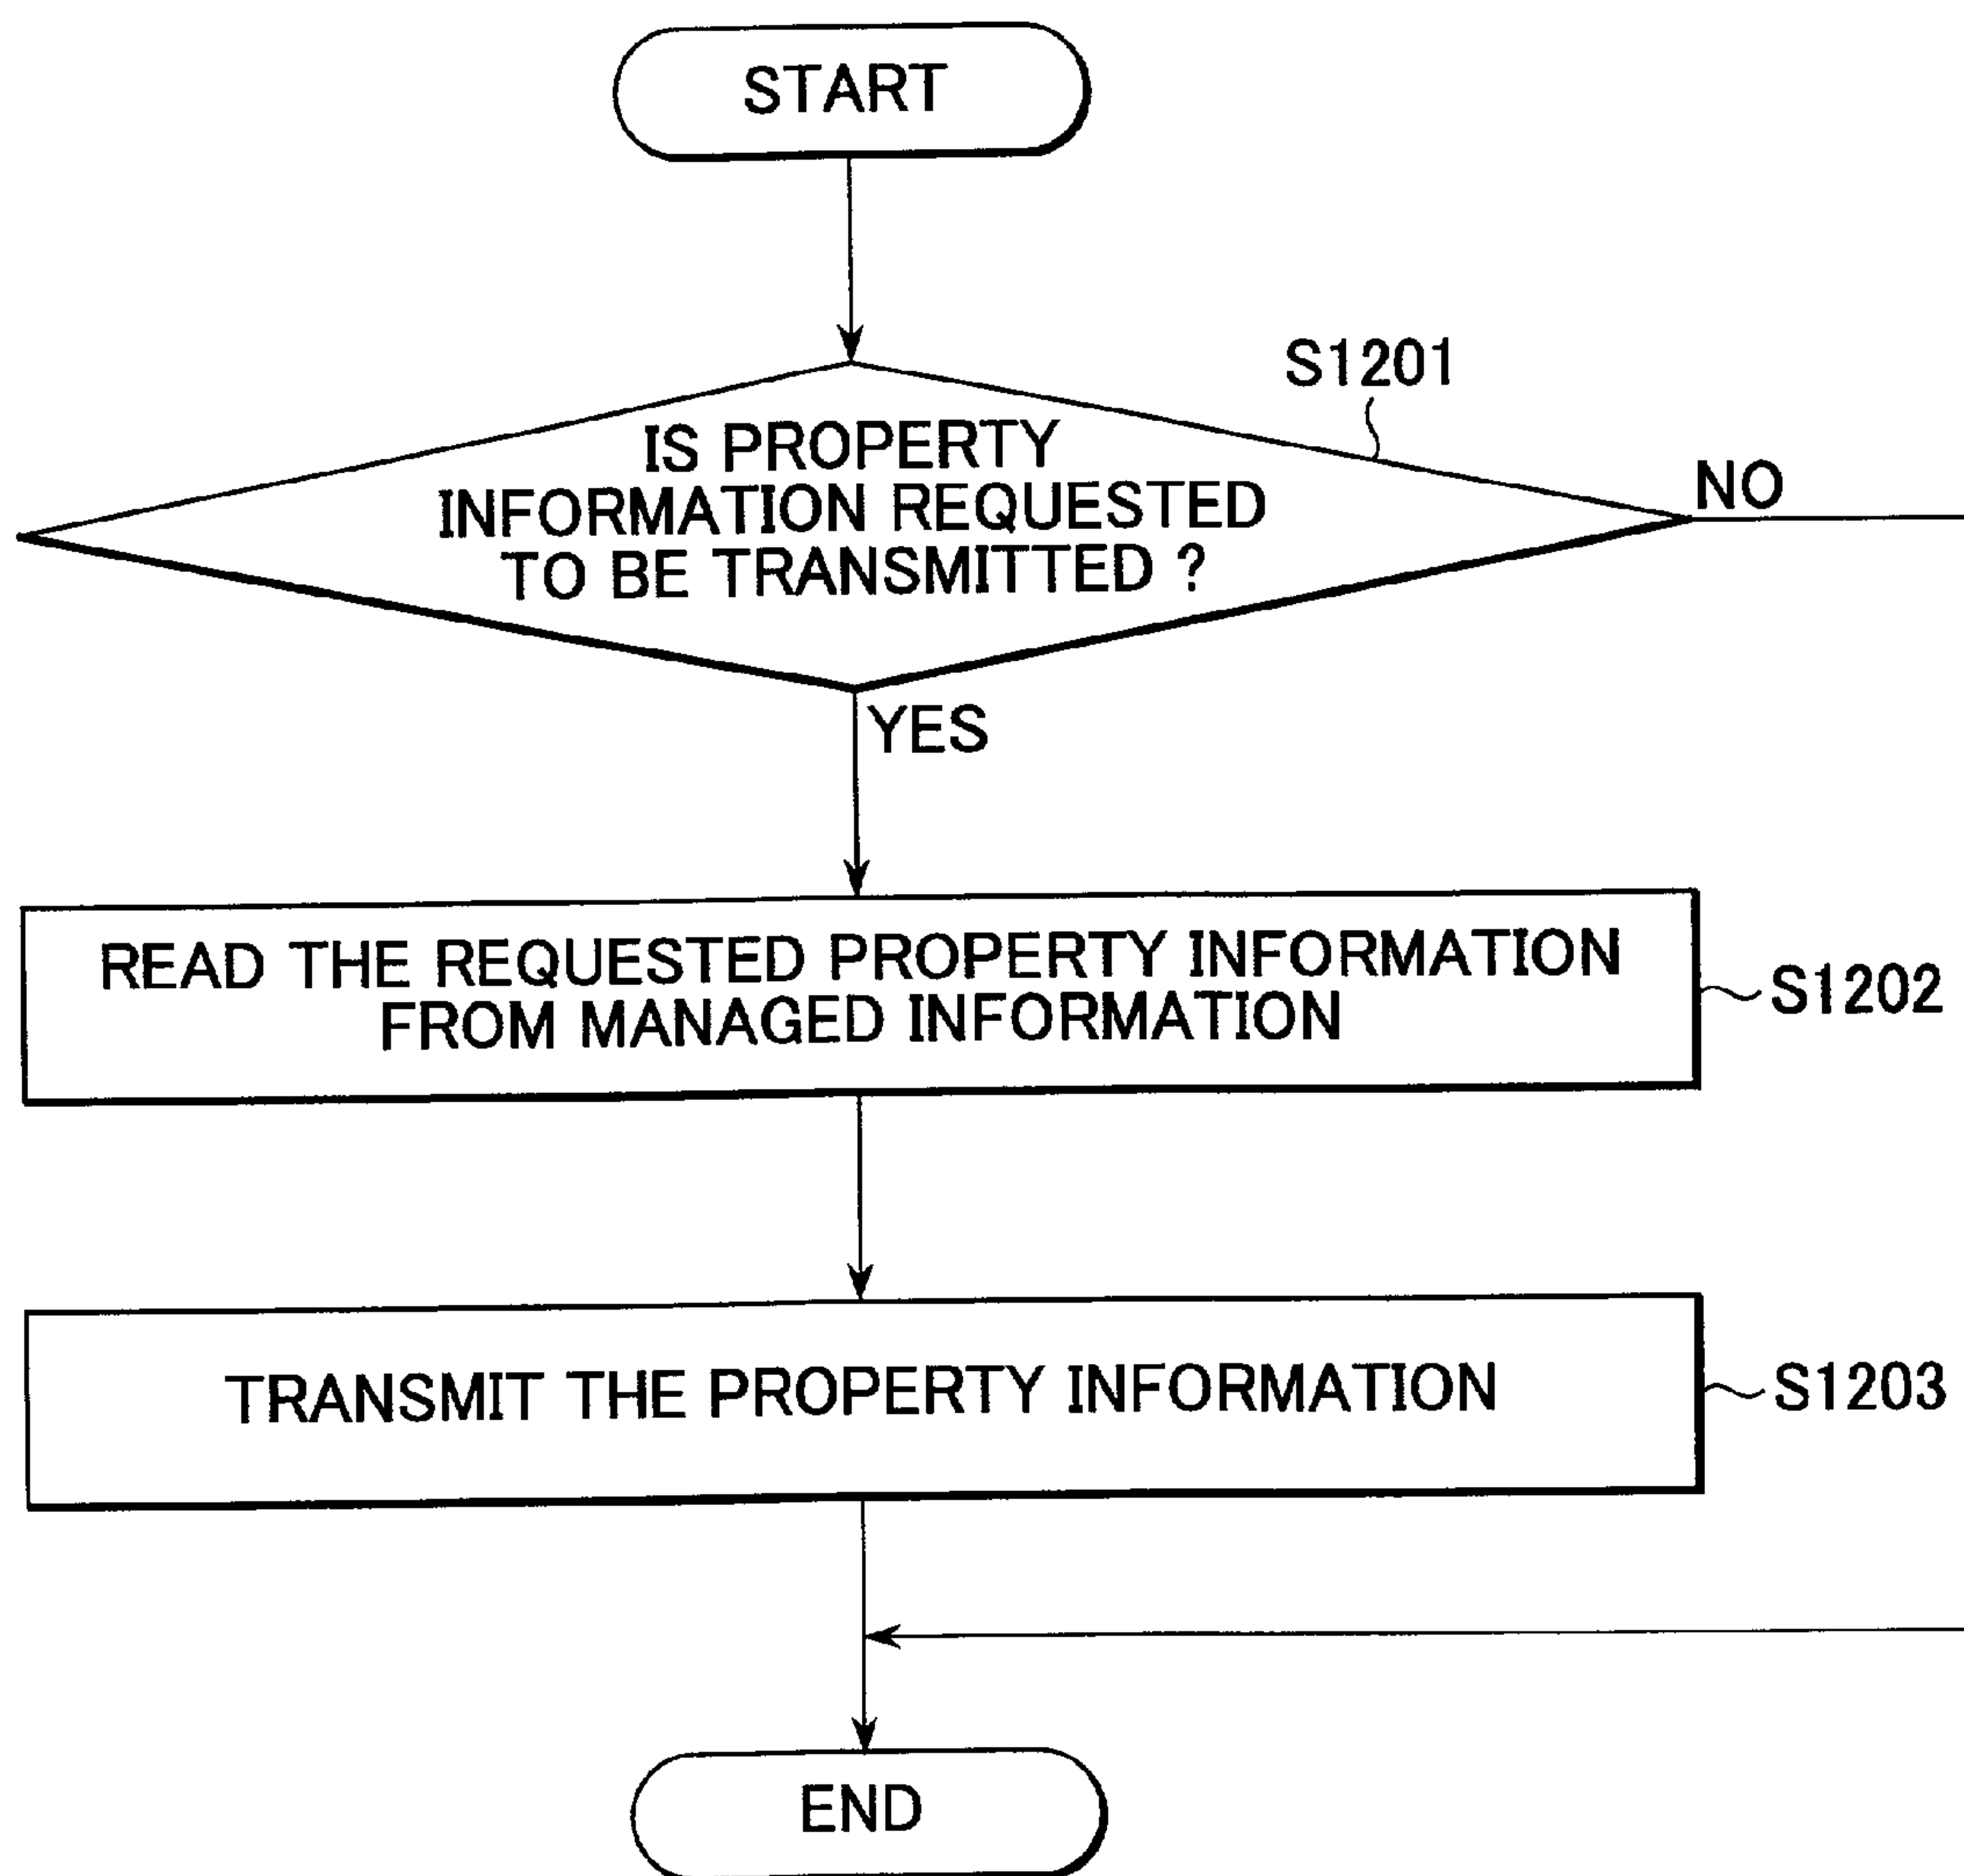 START
S1201
IS PROPERTY
INFORMATION REQUESTED
TO BE TRANSMITTED ?
NO
YES
READ THE REQUESTED PROPERTY INFORMATION
FROM MANAGED INFORMATION
S1202
TRANSMIT THE PROPERTY INFORMATION
S1203
END